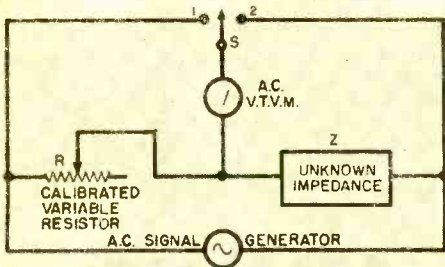 1 2
S
A.C.
V.T.V.M.
R
CALIBRATED
VARIABLE
RESISTOR
Z
UNKNOWN
IMPEDANCE
A.C. SIGNAL GENERATOR